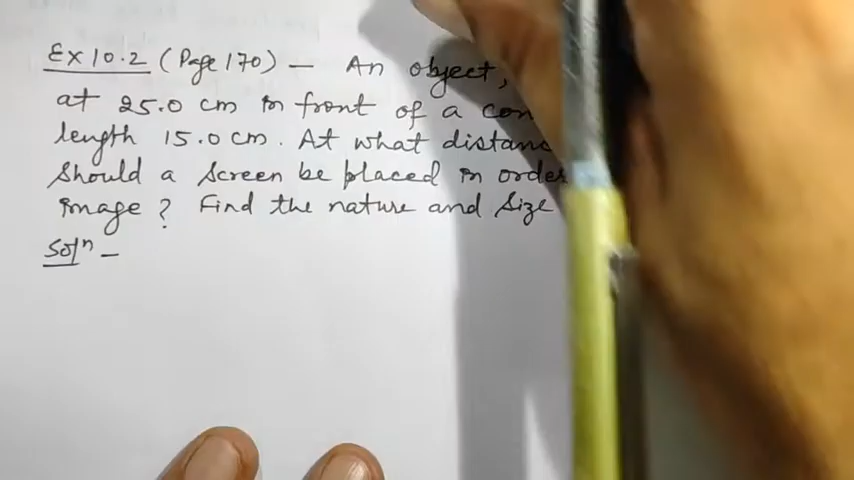 Ex 10.2 (Page 170) - An object,
at 25.0 cm in front of a con
length 15.0 cm. At what distanc
should a screen be placed in order
image? Find the nature and size
Solⁿ -